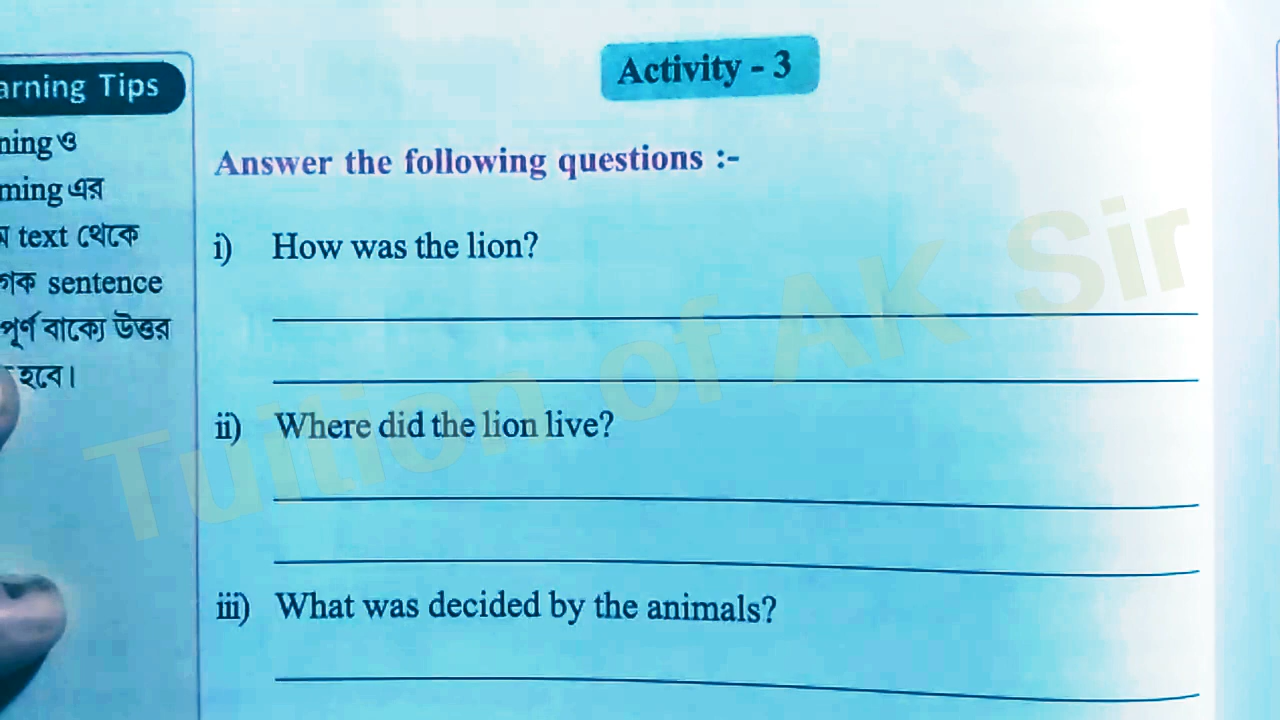 Activity - 3
arning Tips
ning ও
ming এর
text থেকে
sentence
পূর্ণ বাক্যে উত্তর
হবে।
Answer the following questions :-
i) How was the lion?
ii) Where did the lion live?
iii) What was decided by the animals?
Tuition of AK Sir